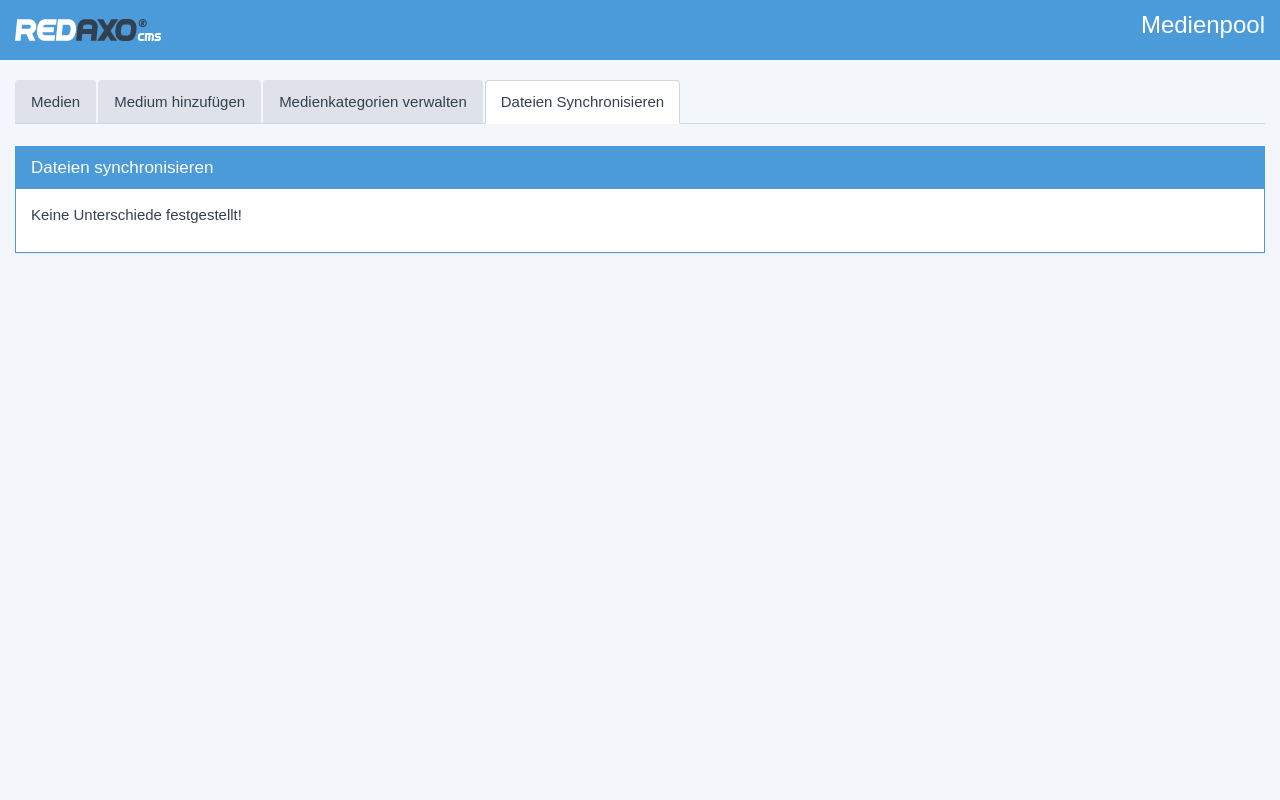 REDAXO® cms
Medienpool
Medien
Medium hinzufügen
Medienkategorien verwalten
Dateien Synchronisieren
Dateien synchronisieren
Keine Unterschiede festgestellt!